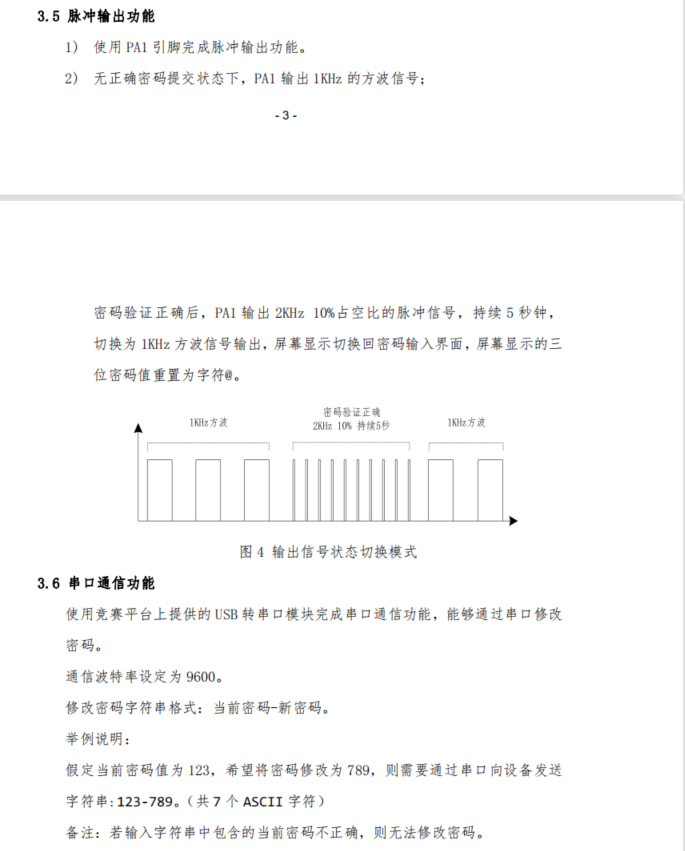 3.5 脉冲输出功能
1) 使用 PA1 引脚完成脉冲输出功能。
2) 无正确密码提交状态下，PA1 输出 1KHz 的方波信号；
- 3 -
密码验证正确后，PA1 输出 2KHz 10%占空比的脉冲信号，持续 5 秒钟，
切换为 1KHz 方波信号输出，屏幕显示切换回密码输入界面，屏幕显示的三
位密码值重置为字符@。
1KHz方波
密码验证正确
2KHz 10% 持续5秒
1KHz方波
图 4 输出信号状态切换模式
3.6 串口通信功能
使用竞赛平台上提供的 USB 转串口模块完成串口通信功能，能够通过串口修改
密码。
通信波特率设定为 9600。
修改密码字符串格式：当前密码-新密码。
举例说明：
假定当前密码值为 123，希望将密码修改为 789，则需要通过串口向设备发送
字符串:123-789。（共 7 个 ASCII 字符）
备注：若输入字符串中包含的当前密码不正确，则无法修改密码。